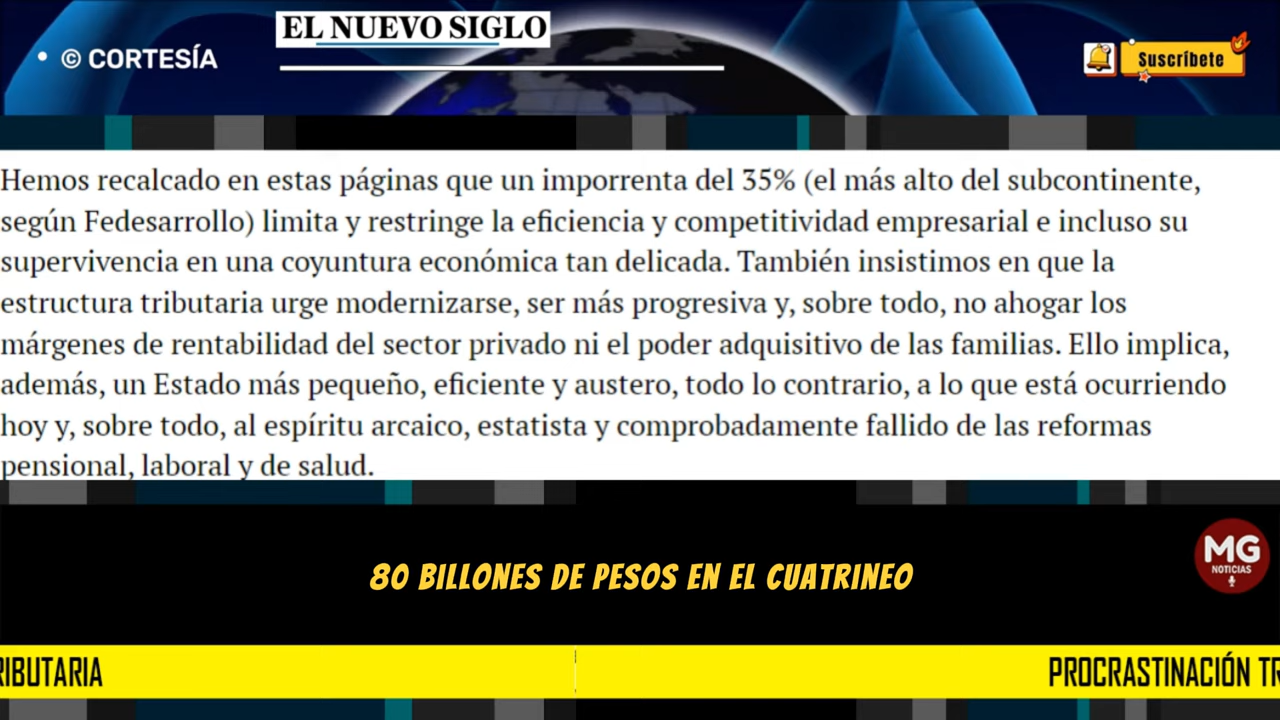 EL NUEVO SIGLO
• © CORTESÍA
Suscríbete
Hemos recalcado en estas páginas que un imporrenta del 35% (el más alto del subcontinente,
según Fedesarrollo) limita y restringe la eficiencia y competitividad empresarial e incluso su
supervivencia en una coyuntura económica tan delicada. También insistimos en que la
estructura tributaria urge modernizarse, ser más progresiva y, sobre todo, no ahogar los
márgenes de rentabilidad del sector privado ni el poder adquisitivo de las familias. Ello implica,
además, un Estado más pequeño, eficiente y austero, todo lo contrario, a lo que está ocurriendo
hoy y, sobre todo, al espíritu arcaico, estatista y comprobadamente fallido de las reformas
pensional, laboral y de salud.
MG
NOTICIAS
80 BILLONES DE PESOS EN EL CUATRINEO
RIBUTARIA
PROCRASTINACIÓN TR